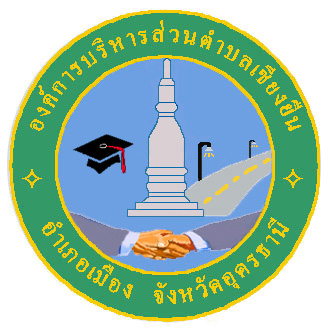 องค์การบริหารส่วนตำบลเชียงยืน
อำเภอเมือง จังหวัดอุดรธานี